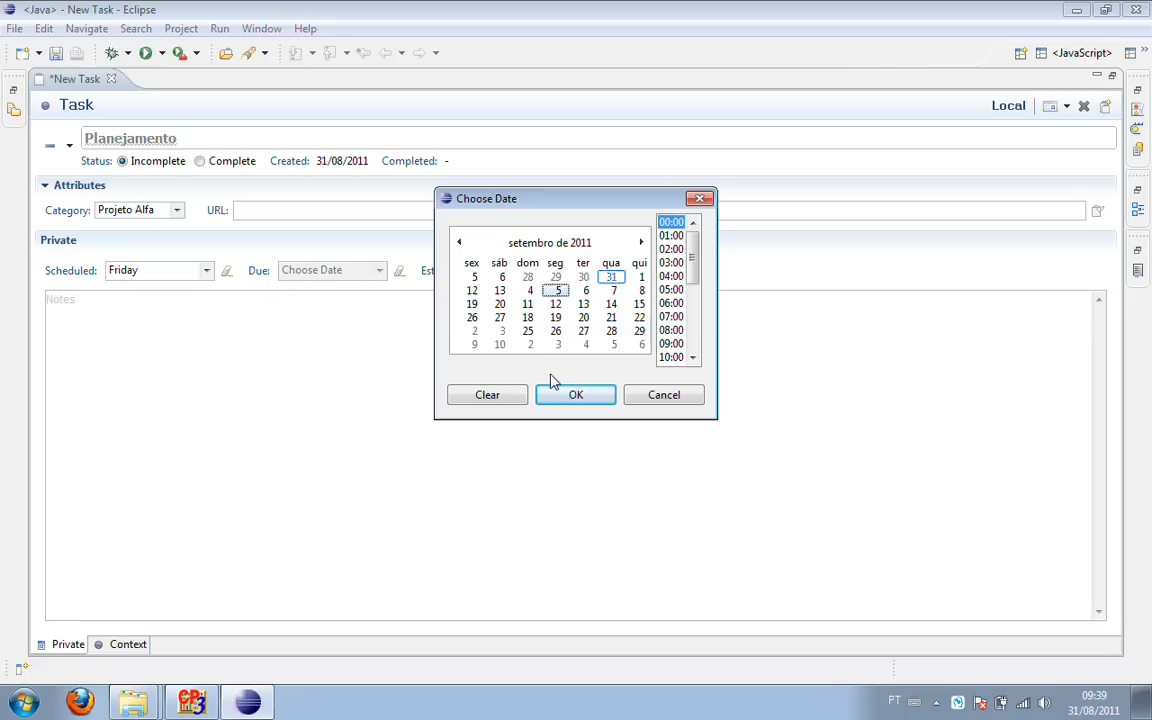 <Java> - New Task - Eclipse
File Edit Navigate Search Project Run Window Help
<JavaScript>
*New Task
Task
Local
Planejamento
Status: Incomplete Complete Created: 31/08/2011 Completed: -
Attributes
Category: Projeto Alfa URL:
Private
Scheduled: Friday Due: Choose Date Est
Notes
Choose Date
setembro de 2011
sex sáb dom seg ter qua qui
5 6 28 29 30 31 1
12 13 4 5 6 7 8
19 20 11 12 13 14 15
26 27 18 19 20 21 22
2 3 25 26 27 28 29
9 10 2 3 4 5 6
00:00
01:00
02:00
03:00
04:00
05:00
06:00
07:00
08:00
09:00
10:00
Clear OK Cancel
Private Context
PT
09:39
31/08/2011